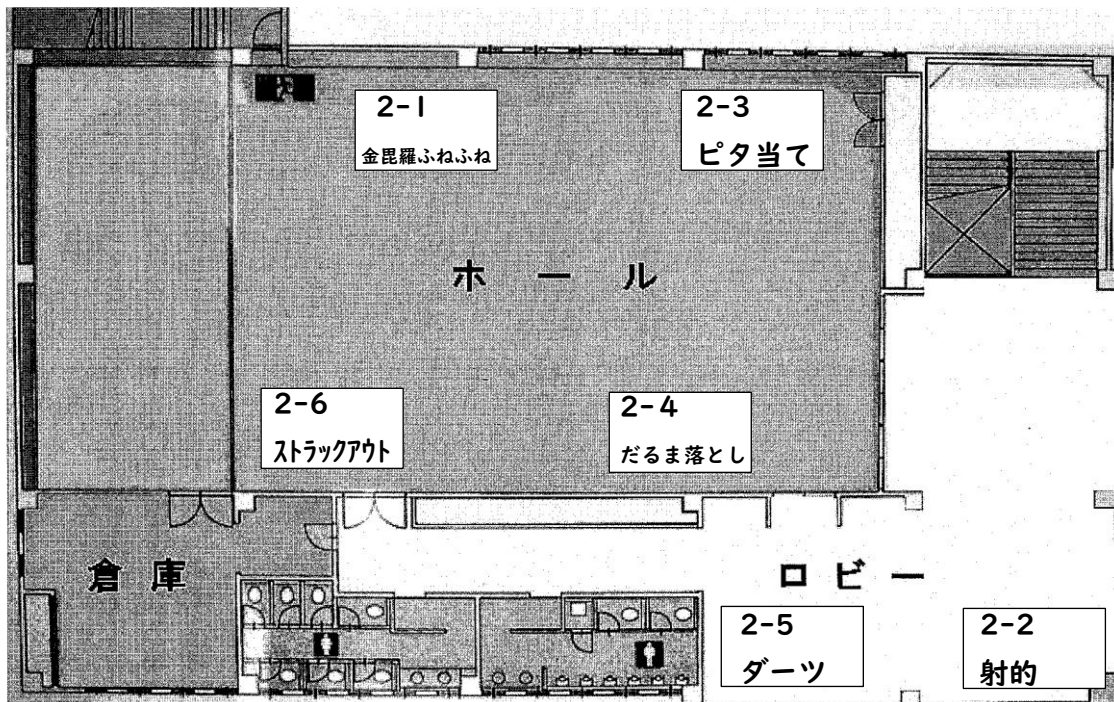 2-1
金毘羅ふねふね
2-3
ピタ当て
ホール
2-6
ストラックアウト
2-4
だるま落とし
倉庫
ロビー
2-5
ダーツ
2-2
射的